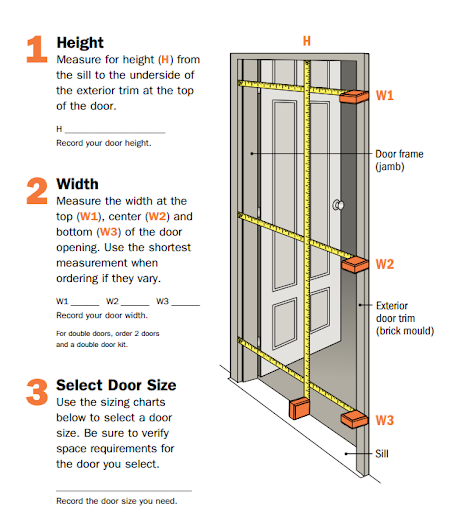 1 Height
Measure for height (H) from
the sill to the underside of
the exterior trim at the top
of the door.
H
Record your door height.
2 Width
Measure the width at the
top (W1), center (W2) and
bottom (W3) of the door
opening. Use the shortest
measurement when
ordering if they vary.
W1 W2 W3
Record your door width.
For double doors, order 2 doors
and a double door kit.
3 Select Door Size
Use the sizing charts
below to select a door
size. Be sure to verify
space requirements for
the door you select.
Record the door size you need.
H
W1
Door frame
(jamb)
W2
Exterior
door trim
(brick mould)
W3
Sill